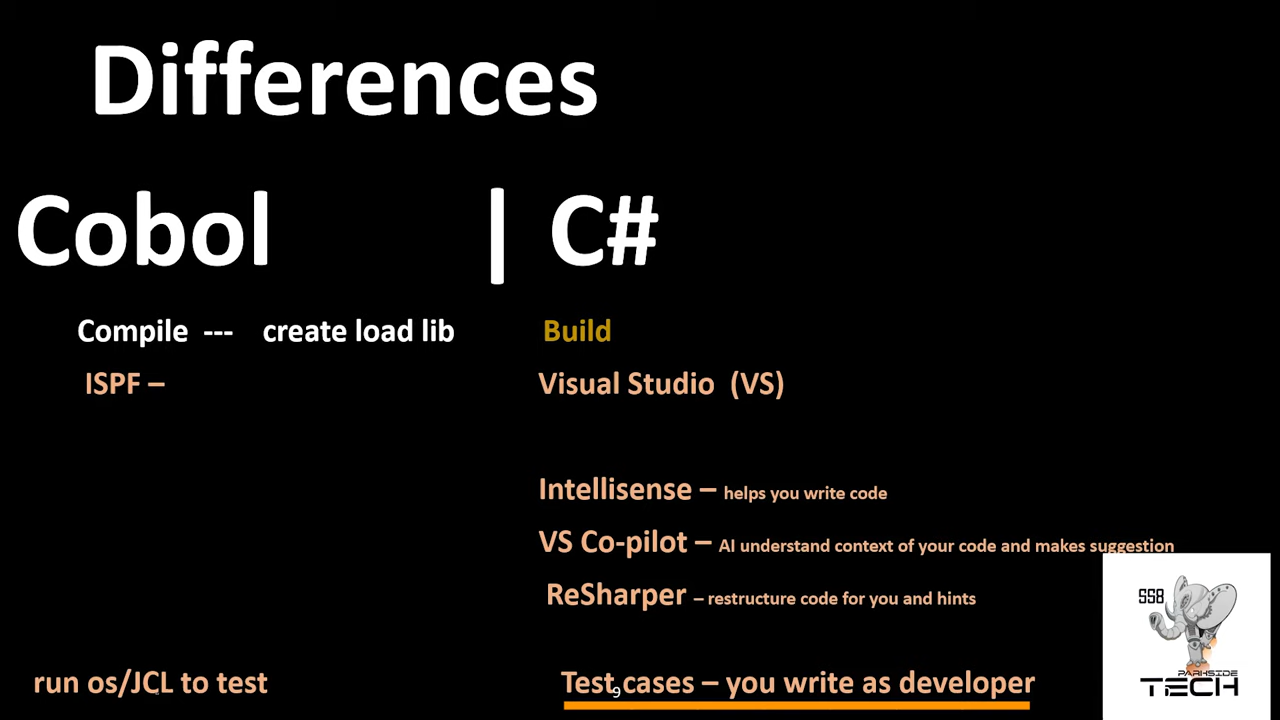 Differences
Cobol | C#
Compile --- create load lib Build
ISPF – Visual Studio (VS)
Intellisense – helps you write code
VS Co-pilot – AI understand context of your code and makes suggestion
ReSharper – restructure code for you and hints
run os/JCL to test Test cases – you write as developer
9
SSB
PARKSIDE
TECH